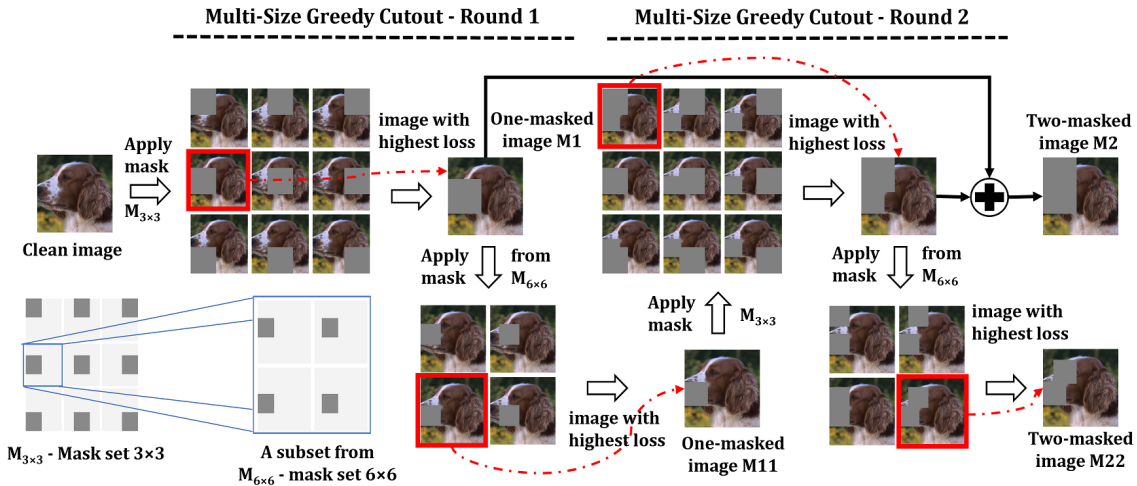 Multi-Size Greedy Cutout - Round 1
Multi-Size Greedy Cutout - Round 2
Apply
mask
M3×3
Clean image
image with
highest loss
One-masked
image M1
image with
highest loss
Two-masked
image M2
Apply
mask
from
M6×6
Apply
mask
M3×3
Apply
mask
from
M6×6
image with
highest loss
image with
highest loss
M3×3 - Mask set 3×3
A subset from
M6×6 - mask set 6×6
One-masked
image M11
Two-masked
image M22